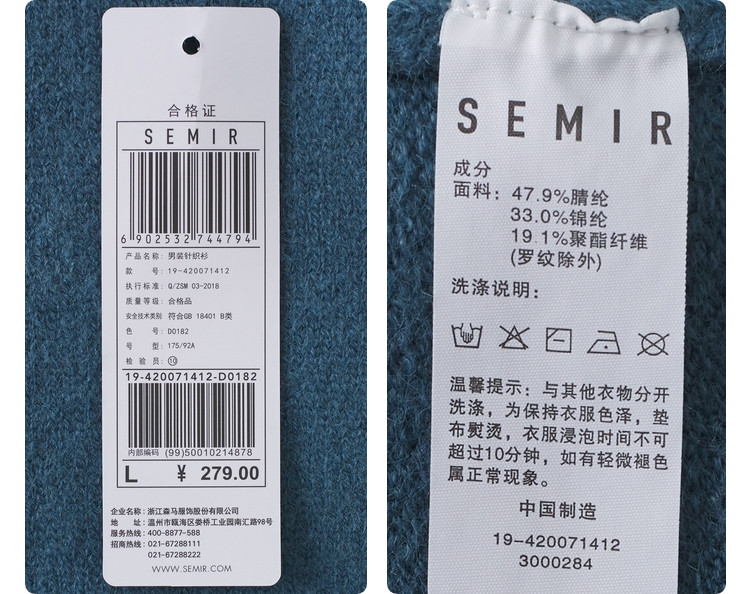 合格证
SEMIR
6 902532 744794
产品名称: 男装针织衫
款 号: 19-420071412
执行标准: Q/ZSM 03-2018
质量等级: 合格品
安全技术类别 符合GB 18401 B类
色 号: D0182
号 型: 175/92A
检 验 员: ⑩
19-420071412-D0182
内部编码 (99)50010214878
L ¥ 279.00
企业名称: 浙江森马服饰股份有限公司
地 址: 温州市瓯海区娄桥工业园南汇路98号
服务热线: 400-8877-588
招商热线: 021-67288111
021-67288222
WWW.SEMIR.COM
SEMIR
成分
面料: 47.9%腈纶
33.0%锦纶
19.1%聚酯纤维
(罗纹除外)
洗涤说明:
温馨提示: 与其他衣物分开
洗涤, 为保持衣服色泽, 垫
布熨烫, 衣服浸泡时间不可
超过10分钟, 如有轻微褪色
属正常现象。
中国制造
19-420071412
3000284